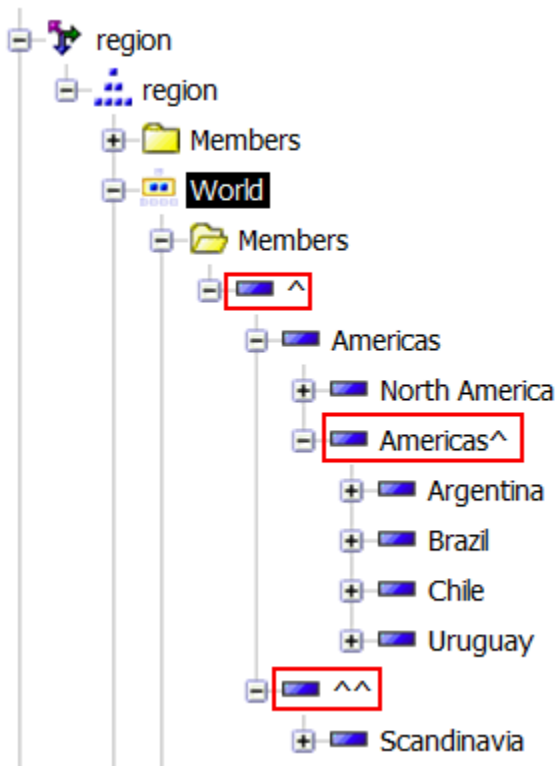 region
region
Members
World
Members
^
Americas
North America
Americas^
Argentina
Brazil
Chile
Uruguay
^^
Scandinavia